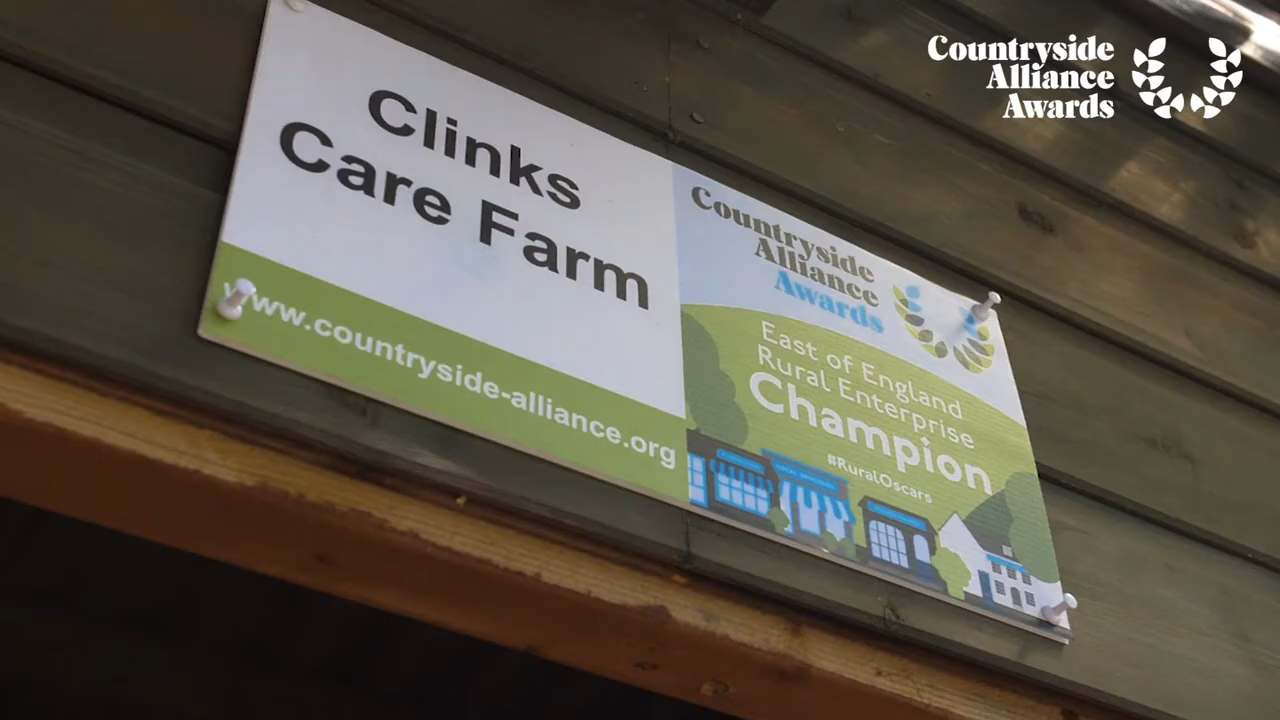 Countryside
Alliance
Awards
Clinks
Care Farm
www.countryside-alliance.org
Countryside
Alliance
Awards
East of England
Rural Enterprise
Champion
#RuralOscars